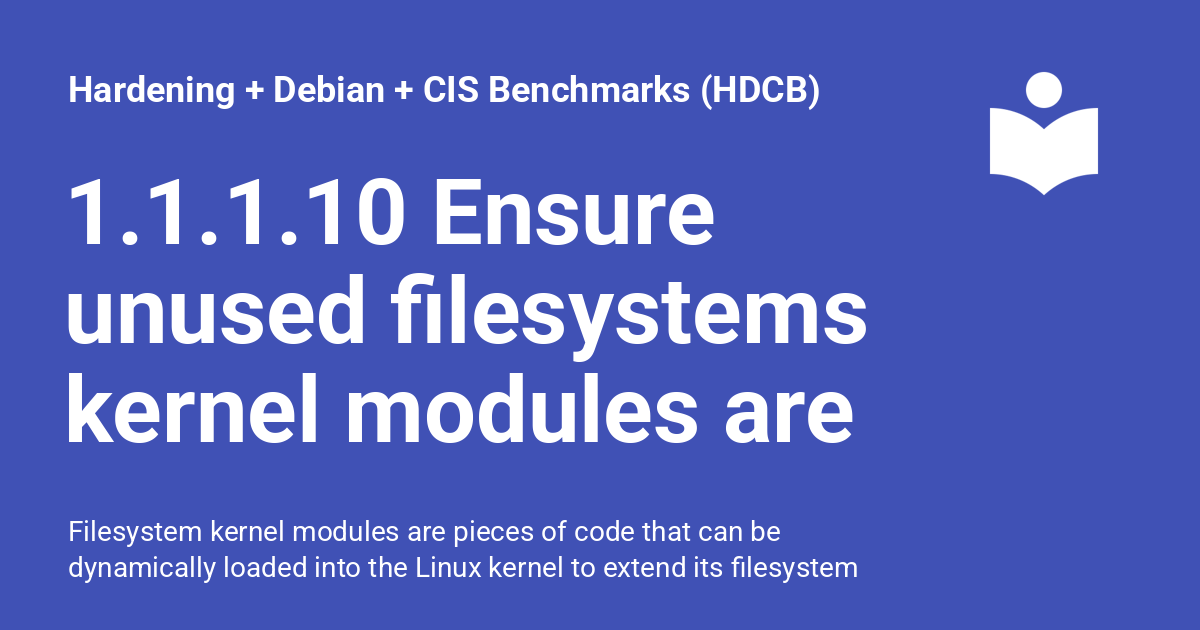 Hardening + Debian + CIS Benchmarks (HDCB)
1.1.1.10 Ensure
unused filesystems
kernel modules are
Filesystem kernel modules are pieces of code that can be
dynamically loaded into the Linux kernel to extend its filesystem